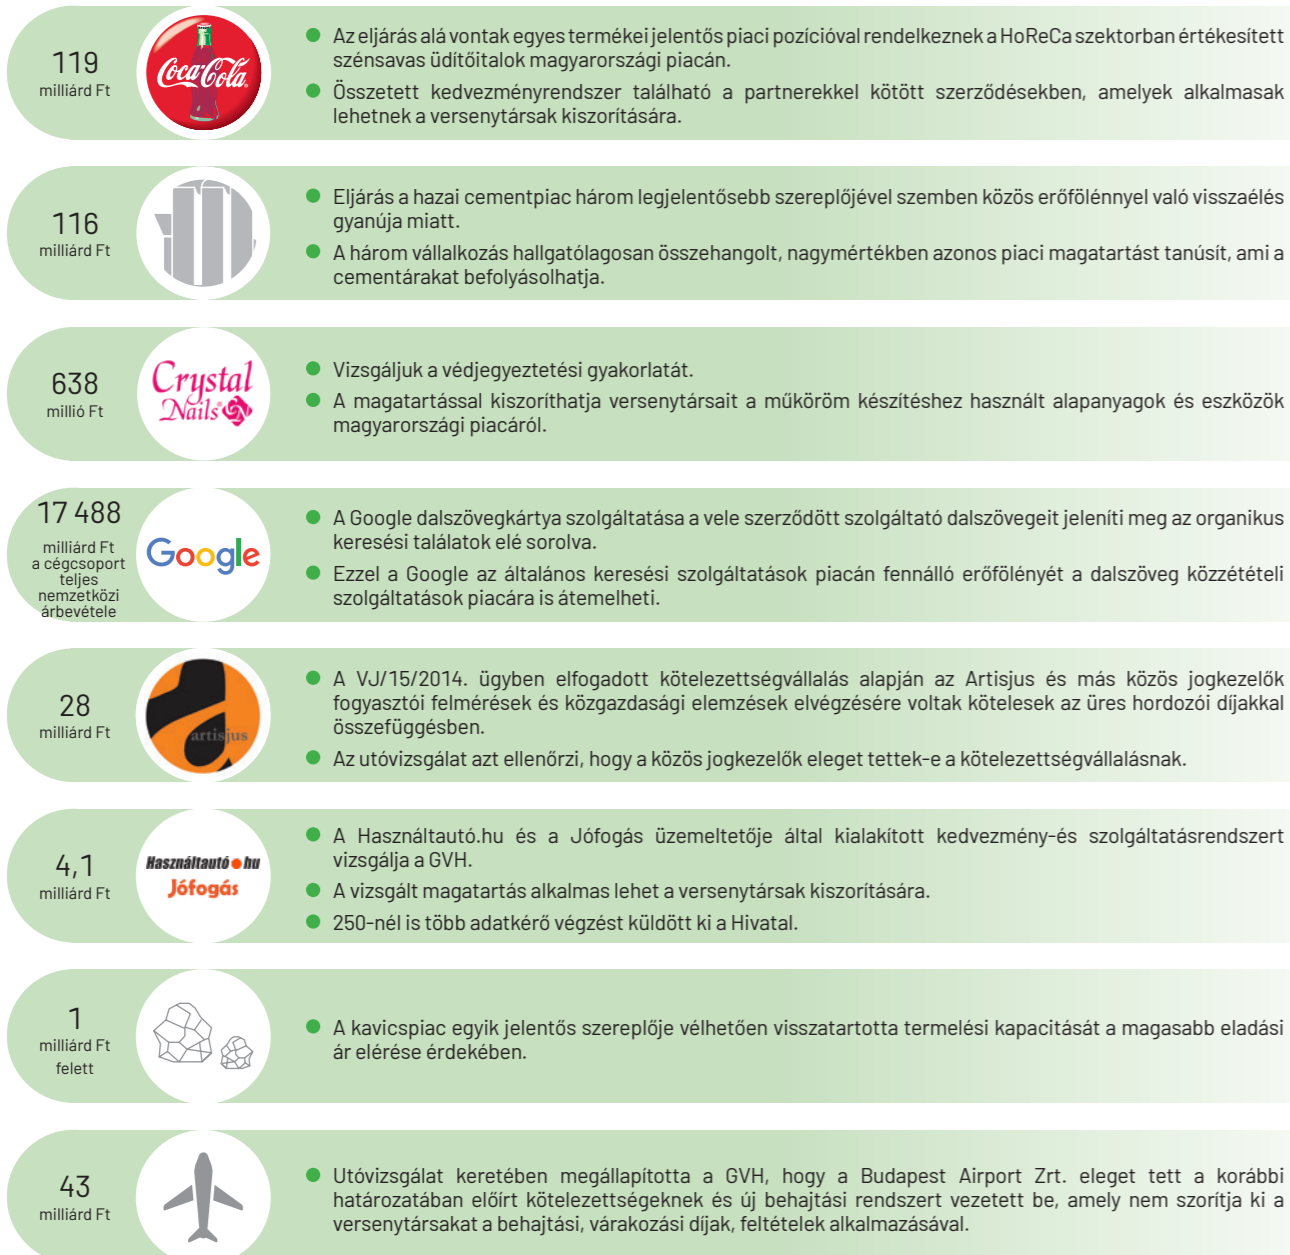 119
milliárd Ft
Coca-Cola
Az eljárás alá vontak egyes termékei jelentős piaci pozícióval rendelkeznek a HoReCa szektorban értékesített
szénsavas üdítőitalok magyarországi piacán.
Összetett kedvezményrendszer található a partnerekkel kötött szerződésekben, amelyek alkalmasak
lehetnek a versenytársak kiszorítására.
116
milliárd Ft
Eljárás a hazai cementpiac három legjelentősebb szereplőjével szemben közös erőfölénnyel való visszaélés
gyanúja miatt.
A három vállalkozás hallgatólagosan összehangolt, nagymértékben azonos piaci magatartást tanúsít, ami a
cementárakat befolyásolhatja.
638
millió Ft
Crystal
Nails
Vizsgáljuk a védjegyeztetési gyakorlatát.
A magatartással kiszoríthatja versenytársait a műköröm készítéshez használt alapanyagok és eszközök
magyarországi piacáról.
17 488
milliárd Ft
a cégcsoport
teljes
nemzetközi
árbevétele
Google
A Google dalszövegkártya szolgáltatása a vele szerződött szolgáltató dalszövegeit jeleníti meg az organikus
keresési találatok elé sorolva.
Ezzel a Google az általános keresési szolgáltatások piacán fennálló erőfölényét a dalszöveg közzétételi
szolgáltatások piacára is átemelheti.
28
milliárd Ft
artisjus
A VJ/15/2014. ügyben elfogadott kötelezettségvállalás alapján az Artisjus és más közös jogkezelők
fogyasztói felmérések és közgazdasági elemzések elvégzésére voltak kötelesek az üres hordozói díjakkal
összefüggésben.
Az utóvizsgálat azt ellenőrzi, hogy a közös jogkezelők eleget tettek-e a kötelezettségvállalásnak.
4,1
milliárd Ft
Használtautó hu
Jófogás
A Használtautó.hu és a Jófogás üzemeltetője által kialakított kedvezmény-és szolgáltatásrendszert
vizsgálja a GVH.
A vizsgált magatartás alkalmas lehet a versenytársak kiszorítására.
250-nél is több adatkérő végzést küldött ki a Hivatal.
1
milliárd Ft
felett
A kavicspiac egyik jelentős szereplője vélhetően visszatartotta termelési kapacitását a magasabb eladási
ár elérése érdekében.
43
milliárd Ft
Utóvizsgálat keretében megállapította a GVH, hogy a Budapest Airport Zrt. eleget tett a korábbi
határozatában előírt kötelezettségeknek és új behajtási rendszert vezetett be, amely nem szorítja ki a
versenytársakat a behajtási, várakozási díjak, feltételek alkalmazásával.